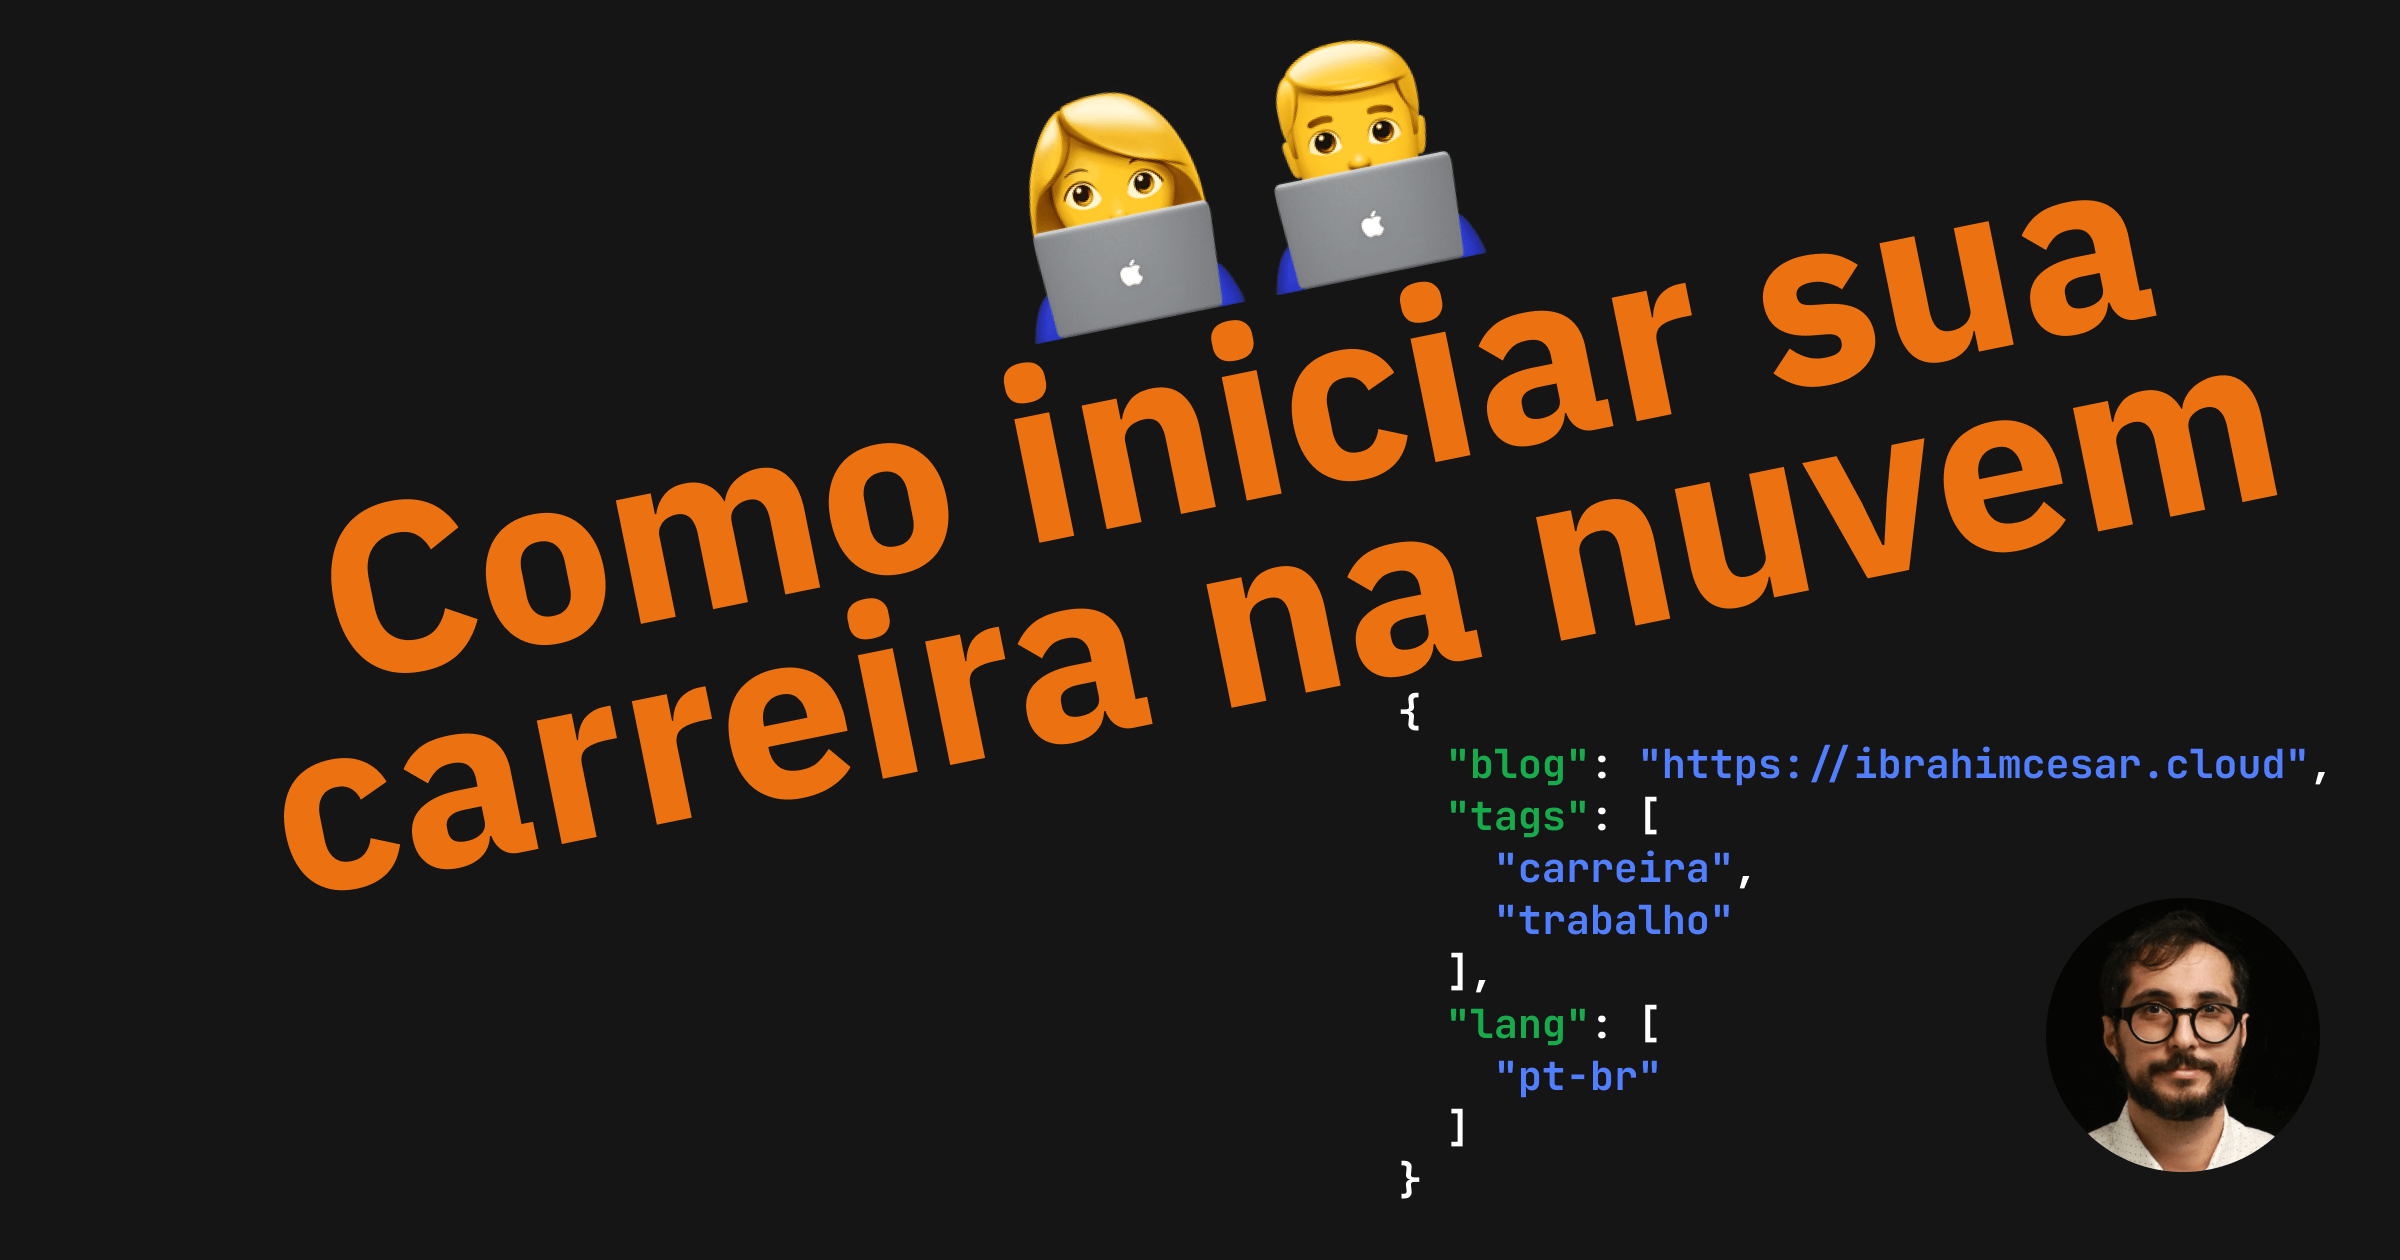 Como iniciar sua
carreira na nuvem
{
"blog": "https://ibrahimcesar.cloud",
"tags": [
"carreira",
"trabalho"
],
"lang": [
"pt-br"
]
}